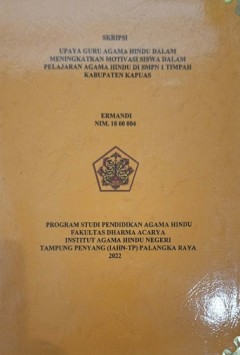 SKRIPSI
UPAYA GURU AGAMA HINDU DALAM
MENINGKATKAN MOTIVASI SISWA DALAM
PELAJARAN AGAMA HINDU DI SMPN 1 TIMPAH
KABUPATEN KAPUAS
ERMANDI
NIM. 18 60 004
PROGRAM STUDI PENDIDIKAN AGAMA HINDU
FAKULTAS DHARMA ACARYA
INSTITUT AGAMA HINDU NEGERI
TAMPUNG PENYANG (IAHN-TP) PALANGKA RAYA
2022